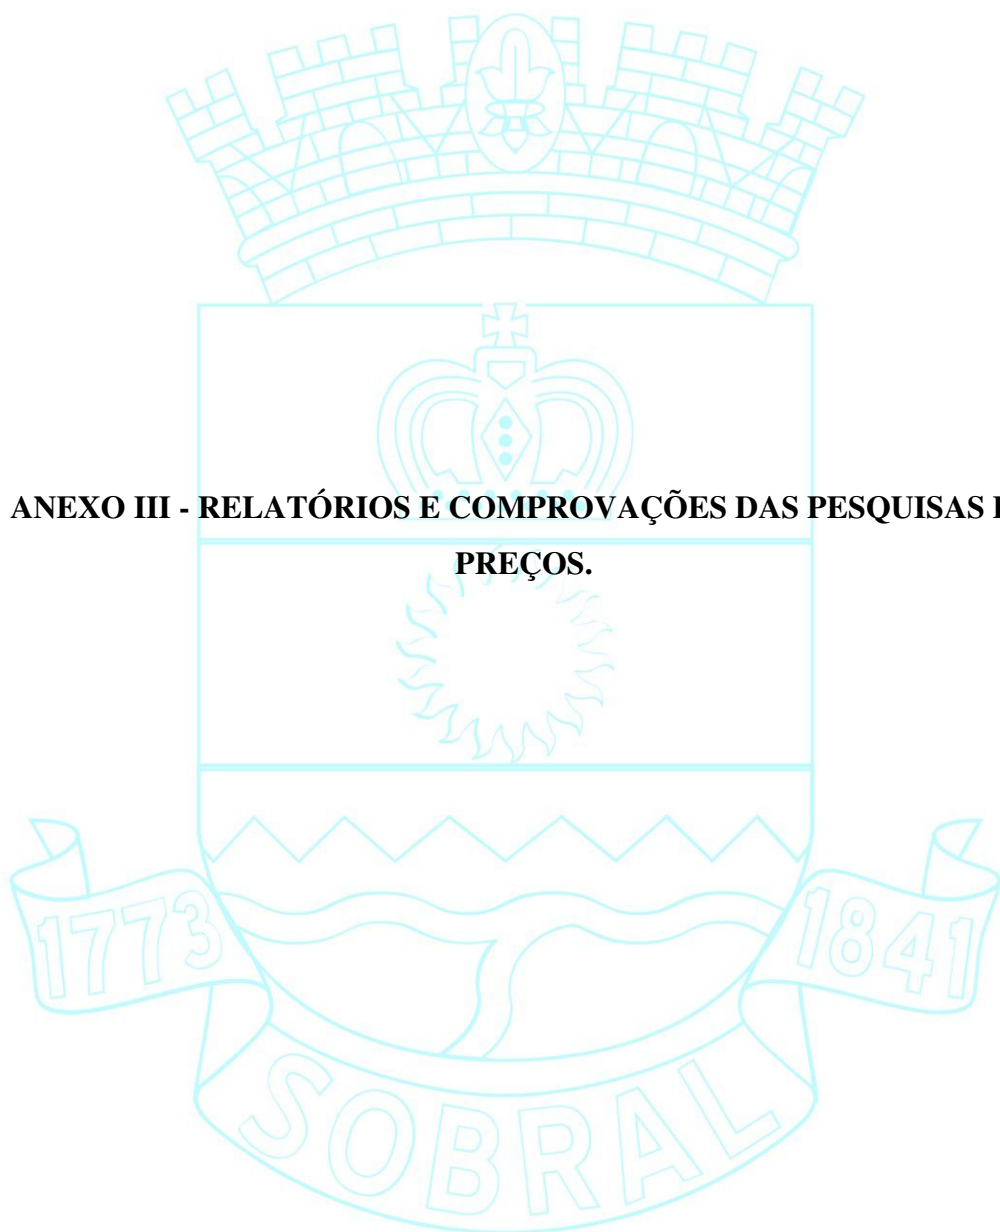 ANEXO III - RELATÓRIOS E COMPROVAÇÕES DAS PESQUISAS
PREÇOS.
1773
1841
SOBRAL